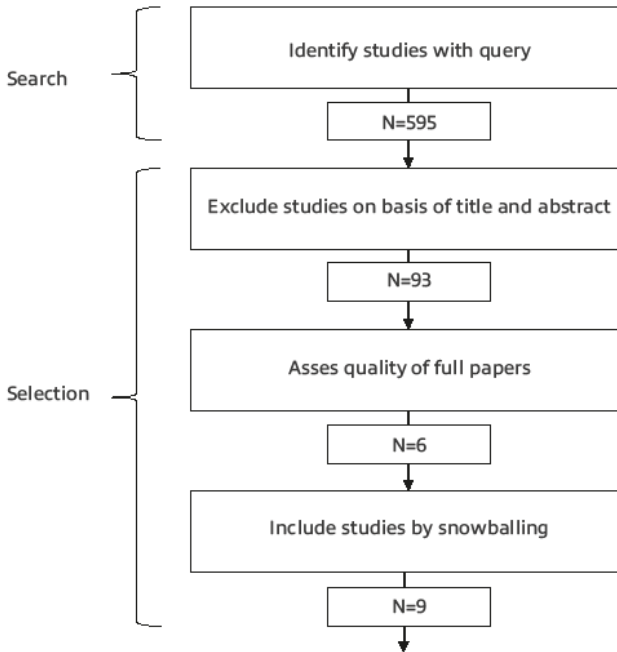 Identify studies with query
Search
N=595
Exclude studies on basis of title and abstract
N=93
Asses quality of full papers
Selection
N=6
Include studies by snowballing
N=9